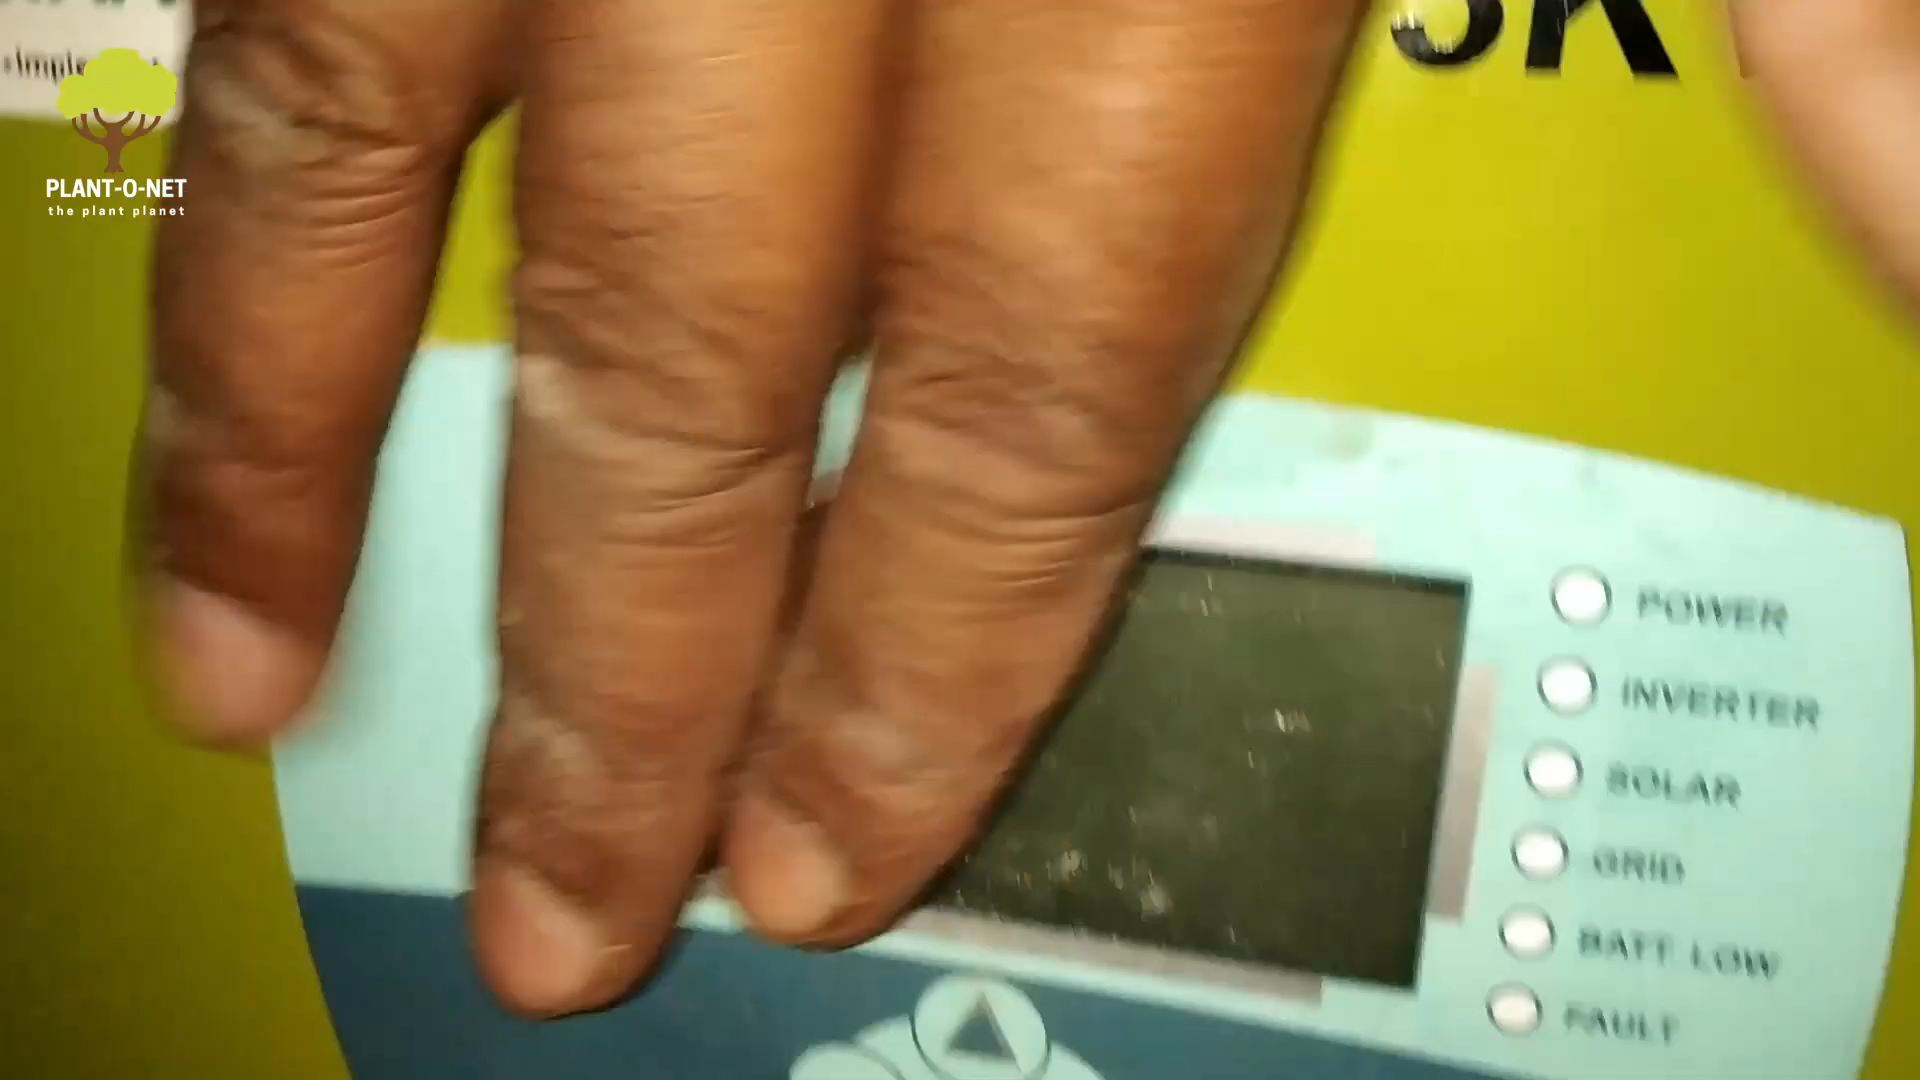 PLANT-O-NET
the plant planet
POWER
INVERTER
SOLAR
GRID
BATT LOW
FAULT